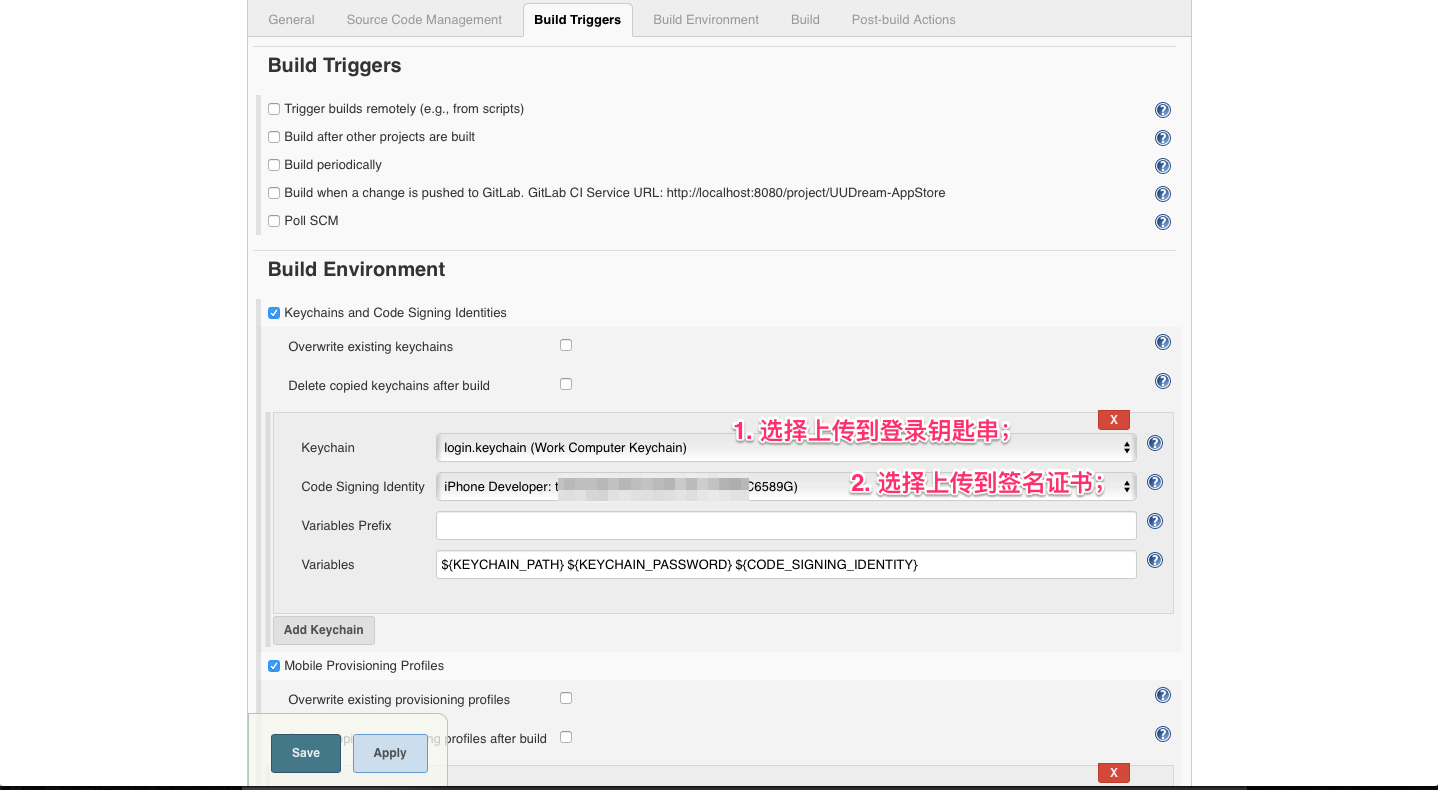 General Source Code Management Build Triggers Build Environment Build Post-build Actions
Build Triggers
Trigger builds remotely (e.g., from scripts)
Build after other projects are built
Build periodically
Build when a change is pushed to GitLab. GitLab CI Service URL: http://localhost:8080/project/UUDream-AppStore
Poll SCM
Build Environment
Keychains and Code Signing Identities
Overwrite existing keychains
Delete copied keychains after build
X
1. 选择上传到登录钥匙串;
Keychain login.keychain (Work Computer Keychain)
2. 选择上传到签名证书;
Code Signing Identity iPhone Developer: t C6589G)
Variables Prefix
Variables ${KEYCHAIN_PATH} ${KEYCHAIN_PASSWORD} ${CODE_SIGNING_IDENTITY}
Add Keychain
Mobile Provisioning Profiles
Overwrite existing provisioning profiles
profiles after build
Save Apply
X